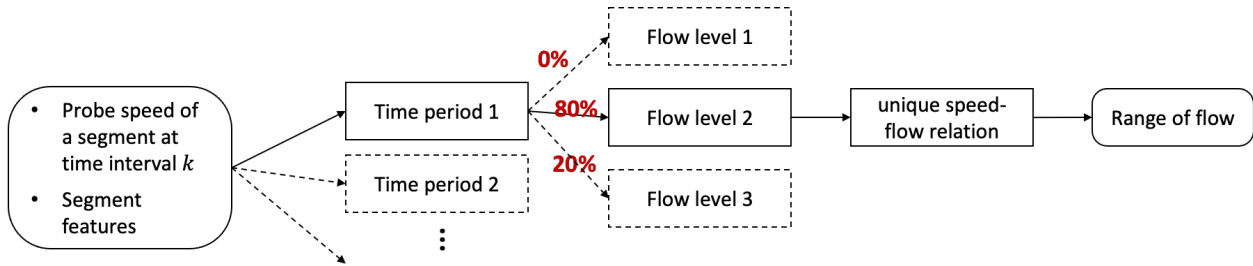 • Probe speed of
a segment at
time interval k
• Segment
features
Time period 1
Time period 2
⋮
0%
80%
20%
Flow level 1
Flow level 2
Flow level 3
unique speed-
flow relation
Range of flow